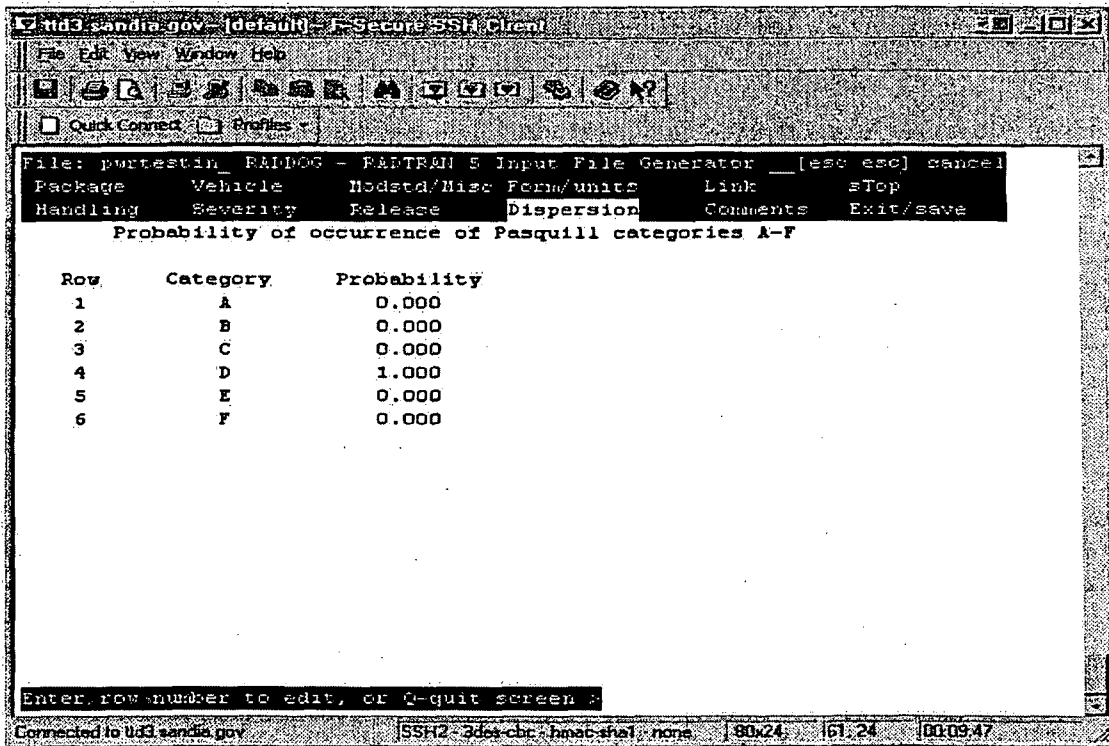 ttd3.sandia.gov - [default] - F-Secure SSH Client
File Edit View Window Help
Quick Connect Profiles
File: pwrtestin_ RADDOG - RADTRAN 5 Input File Generator __[esc esc] cancel
Package Vehicle Modstd/Misc Form/units Link sTop
Handling Severity Release Dispersion Comments Exit/save
Probability of occurrence of Pasquill categories A-F
Row Category Probability
1 A 0.000
2 B 0.000
3 C 0.000
4 D 1.000
5 E 0.000
6 F 0.000
Enter row number to edit, or Q-quit screen >
Connected to ttd3.sandia.gov SSH2 - 3des-cbc - hmac-sha1 - none 80x24 61, 24 00:09:47